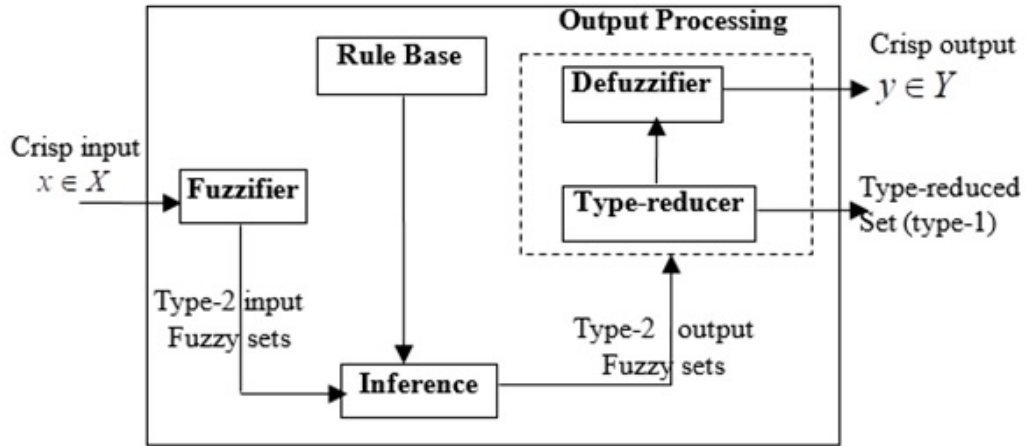 Output Processing
Rule Base
Defuzzifier
Crisp output
y ∈ Y
Crisp input
x ∈ X
Fuzzifier
Type-reducer
Type-reduced
Set (type-1)
Type-2 input
Fuzzy sets
Type-2 output
Fuzzy sets
Inference